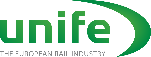 unife
THE EUROPEAN RAIL INDUSTRY